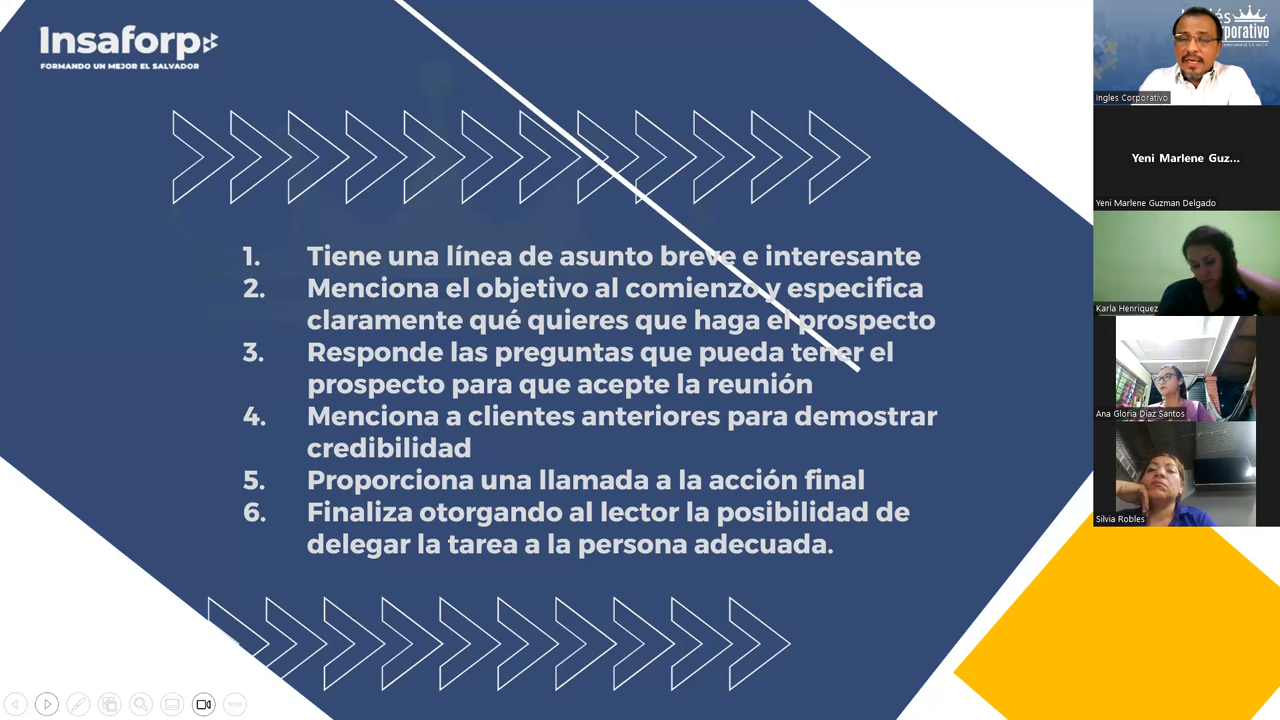 Insaforp
FORMANDO UN MEJOR EL SALVADOR
1. Tiene una línea de asunto breve e interesante
2. Menciona el objetivo al comienzo y especifica
claramente qué quieres que haga el prospecto
3. Responde las preguntas que pueda tener el
prospecto para que acepte la reunión
4. Menciona a clientes anteriores para demostrar
credibilidad
5. Proporciona una llamada a la acción final
6. Finaliza otorgando al lector la posibilidad de
delegar la tarea a la persona adecuada.
Ingles Corporativo
Yeni Marlene Guz...
Yeni Marlene Guzman Delgado
Karla Henriquez
Ana Gloria Diaz Santos
Silvia Robles